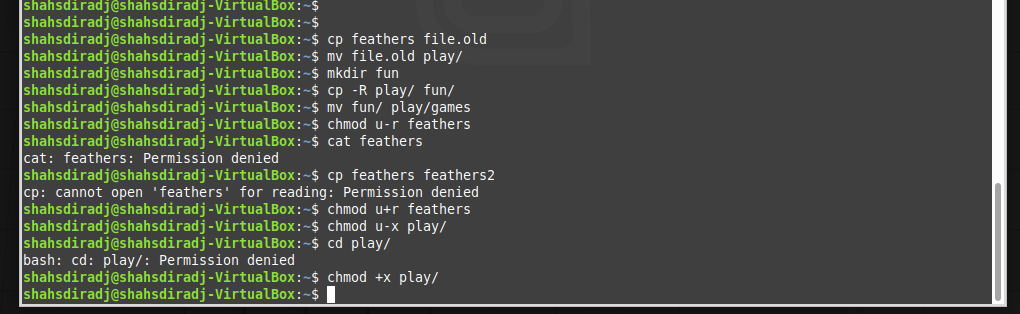 shahsdiradj@shahsdiradj-VirtualBox:~$
shahsdiradj@shahsdiradj-VirtualBox:~$
shahsdiradj@shahsdiradj-VirtualBox:~$ cp feathers file.old
shahsdiradj@shahsdiradj-VirtualBox:~$ mv file.old play/
shahsdiradj@shahsdiradj-VirtualBox:~$ mkdir fun
shahsdiradj@shahsdiradj-VirtualBox:~$ cp -R play/ fun/
shahsdiradj@shahsdiradj-VirtualBox:~$ mv fun/ play/games
shahsdiradj@shahsdiradj-VirtualBox:~$ chmod u-r feathers
shahsdiradj@shahsdiradj-VirtualBox:~$ cat feathers
cat: feathers: Permission denied
shahsdiradj@shahsdiradj-VirtualBox:~$ cp feathers feathers2
cp: cannot open 'feathers' for reading: Permission denied
shahsdiradj@shahsdiradj-VirtualBox:~$ chmod u+r feathers
shahsdiradj@shahsdiradj-VirtualBox:~$ chmod u-x play/
shahsdiradj@shahsdiradj-VirtualBox:~$ cd play/
bash: cd: play/: Permission denied
shahsdiradj@shahsdiradj-VirtualBox:~$ chmod +x play/
shahsdiradj@shahsdiradj-VirtualBox:~$